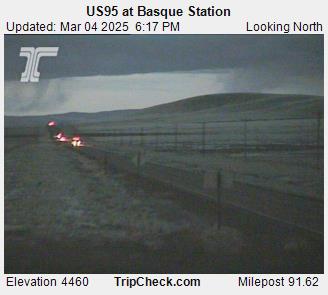 US95 at Basque Station
Updated: Mar 04 2025 6:17 PM Looking North
Elevation 4460 TripCheck.com Milepost 91.62